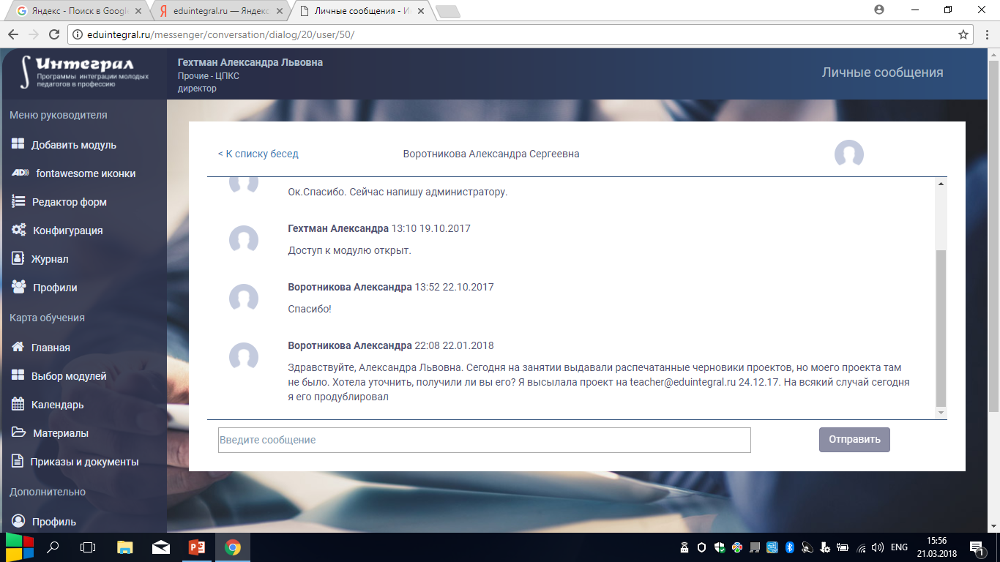 Яндекс - Поиск в Google
eduintegral.ru — Яндекс
Личные сообщения - И
eduintegral.ru/messenger/conversation/dialog/20/user/50/
Интеграл
Программы интеграции молодых
педагогов в профессию
Гехтман Александра Львовна
Прочие - ЦПКС
директор
Личные сообщения
Меню руководителя
Добавить модуль
fontawesome иконки
Редактор форм
Конфигурация
Журнал
Профили
Карта обучения
Главная
Выбор модулей
Календарь
Материалы
Приказы и документы
Дополнительно
Профиль
< К списку бесед
Воротникова Александра Сергеевна
Ок.Спасибо. Сейчас напишу администратору.
Гехтман Александра 13:10 19.10.2017
Доступ к модулю открыт.
Воротникова Александра 13:52 22.10.2017
Спасибо!
Воротникова Александра 22:08 22.01.2018
Здравствуйте, Александра Львовна. Сегодня на занятии выдавали распечатанные черновики проектов, но моего проекта там
не было. Хотела уточнить, получили ли вы его? Я высылала проект на teacher@eduintegral.ru 24.12.17. На всякий случай сегодня
я его продублировал
Введите сообщение
Отправить
ENG
15:56
21.03.2018
1